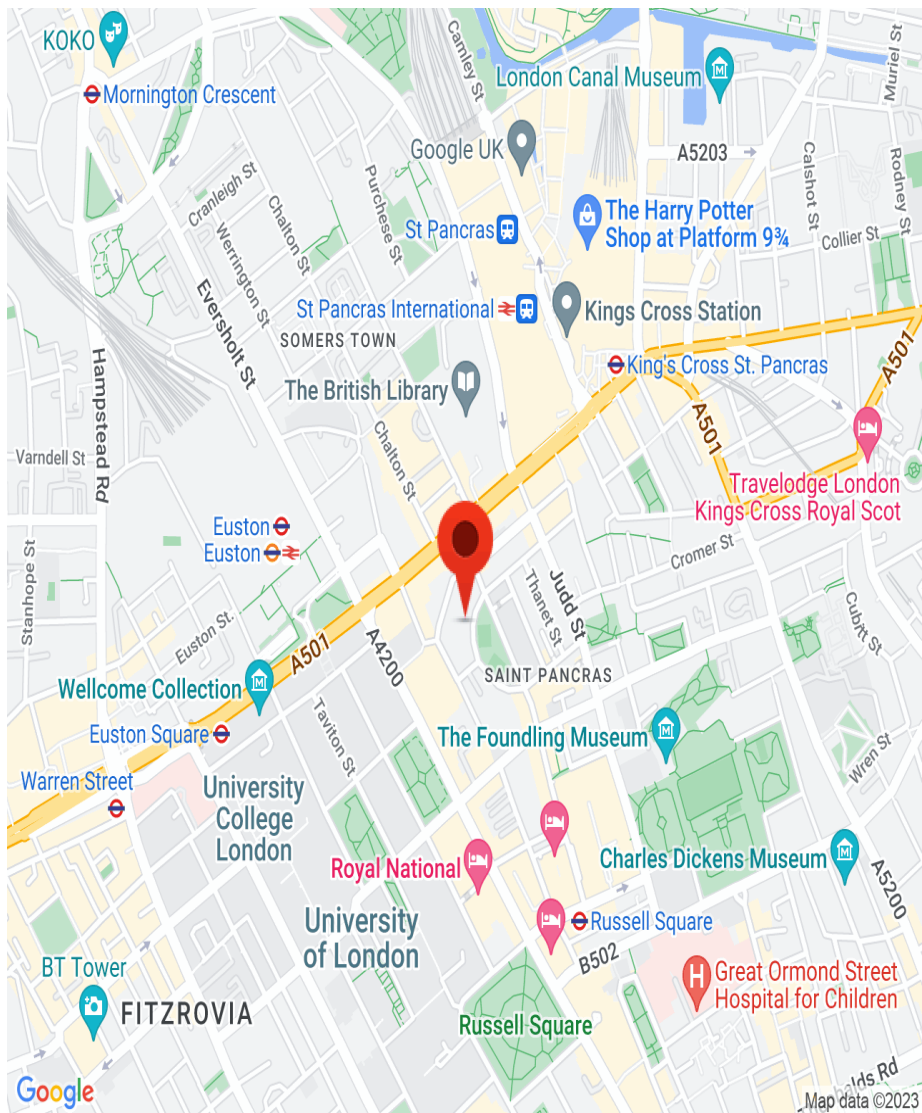 KOKO
Camley St
Muriel St
London Canal Museum
Mornington Crescent
Google UK
A5203
Calshot St
Rodney St
Cranleigh St
Purchese St
Chalton St
Werrington St
St Pancras
The Harry Potter
Shop at Platform 9¾
Collier St
Eversholt St
St Pancras International
Kings Cross Station
SOMERS TOWN
Hampstead Rd
King's Cross St. Pancras
A501
The British Library
A501
Chalton St
Varndell St
Travelodge London
Kings Cross Royal Scot
Euston
Euston
Cromer St
Stanhope St
Judd St
Thanet St
Cubitt St
Euston St.
A501
A4200
SAINT PANCRAS
Wellcome Collection
Taviton St
Euston Square
The Foundling Museum
Wren St
Warren Street
University
College
London
Royal National
Charles Dickens Museum
A5200
University
of London
Russell Square
B502
BT Tower
FITZROVIA
Great Ormond Street
Hospital for Children
Russell Square
Google
Map data ©2023